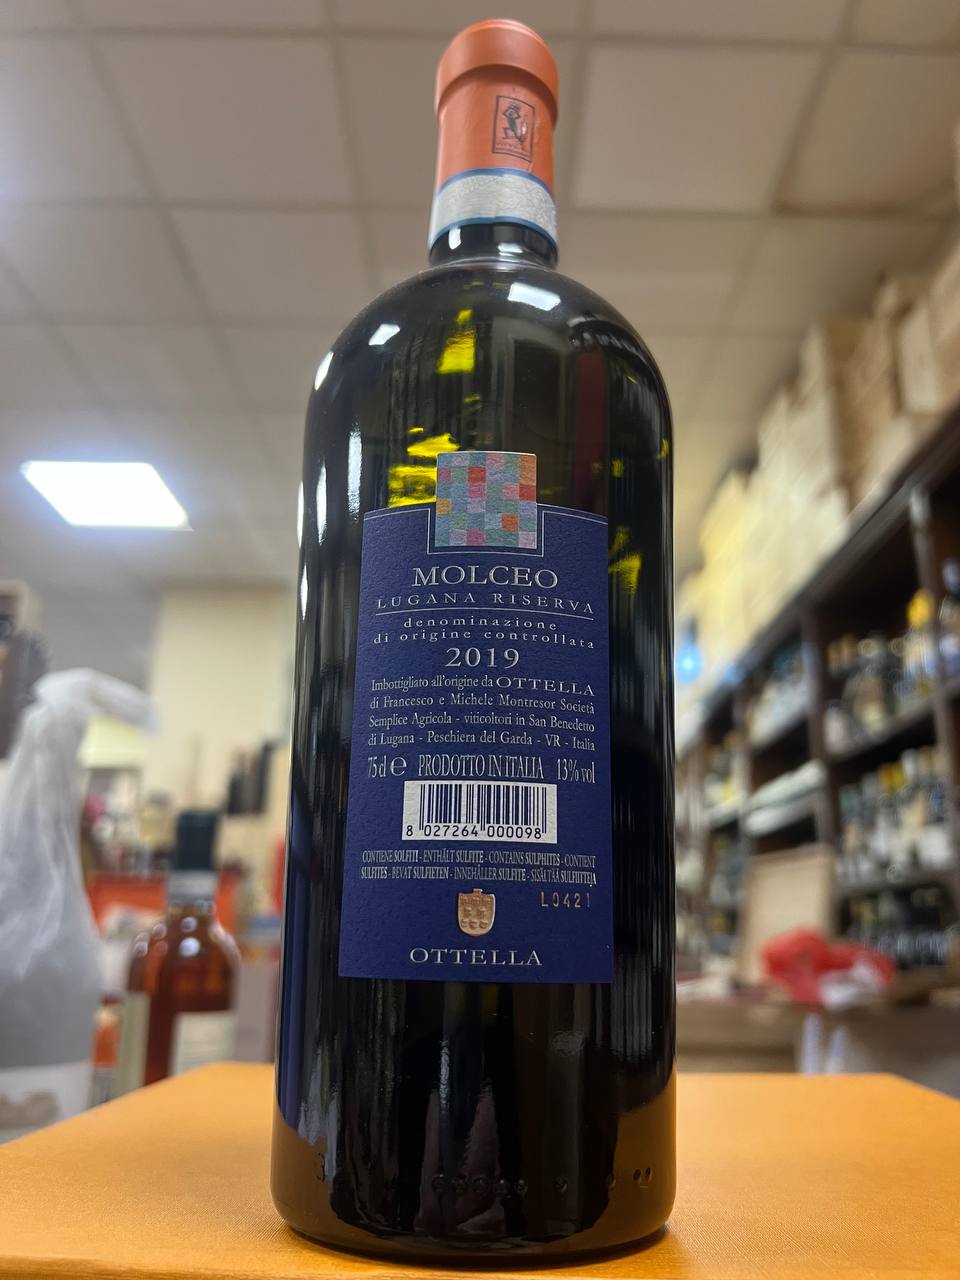 MOLCEO
LUGANA RISERVA
denominazione
di origine controllata
2019
Imbottigliato all'origine da OTTELLA
di Francesco e Michele Montresor Società
Semplice Agricola - viticoltori in San Benedetto
di Lugana - Peschiera del Garda - VR - Italia
75 cl e PRODOTTO IN ITALIA 13% vol
8 027264 000098
CONTIENE SOLFITI - ENTHÄLT SULFITE - CONTAINS SULPHITES - CONTIENT
SULFITES - BEVAT SULFIETEN - INNEHÅLLER SULFITE - SISÄLTÄÄ SULFIITTEJA
L0421
OTTELLA